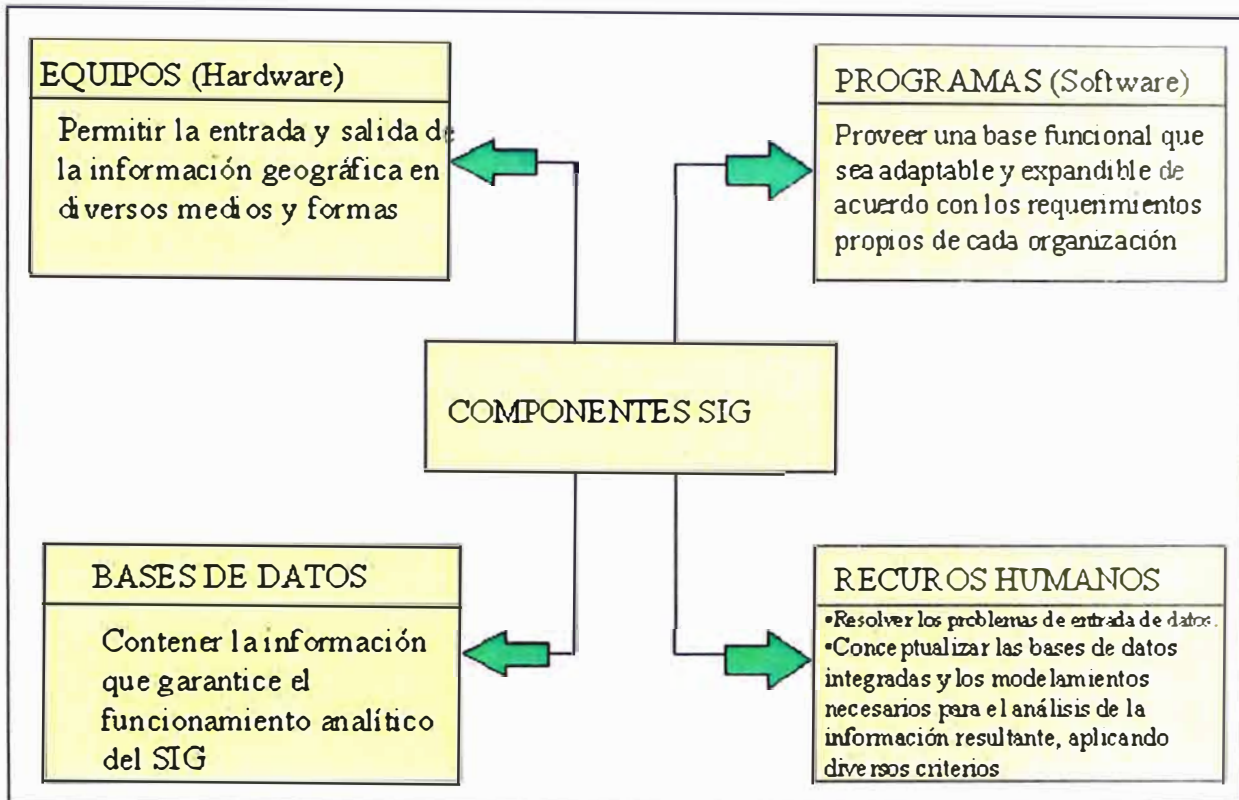 EQUIPOS (Hardware)
Permitir la entrada y salida de
la información geográfica en
diversos medios y formas
PROGRAMAS (Software)
Proveer una base funcional que
sea adaptable y expandible de
acuerdo con los requerimientos
propios de cada organización
COMPONENTES SIG
BASES DE DATOS
Contener la información
que garantice el
funcionamiento analítico
del SIG
RECUROS HUMANOS
•Resolver los problemas de entrada de datos.
•Conceptualizar las bases de datos
integradas y los modelamientos
necesarios para el análisis de la
información resultante, aplicando
diversos criterios